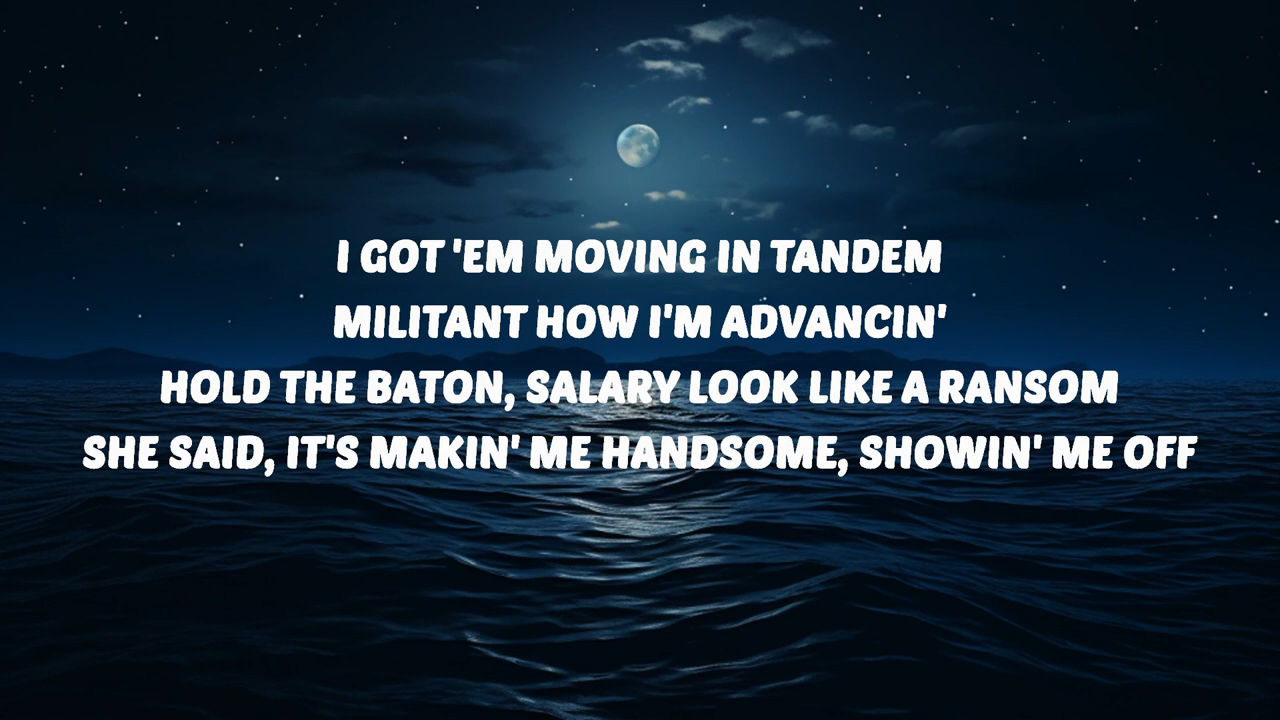 I GOT 'EM MOVING IN TANDEM
MILITANT HOW I'M ADVANCIN'
HOLD THE BATON, SALARY LOOK LIKE A RANSOM
SHE SAID, IT'S MAKIN' ME HANDSOME, SHOWIN' ME OFF